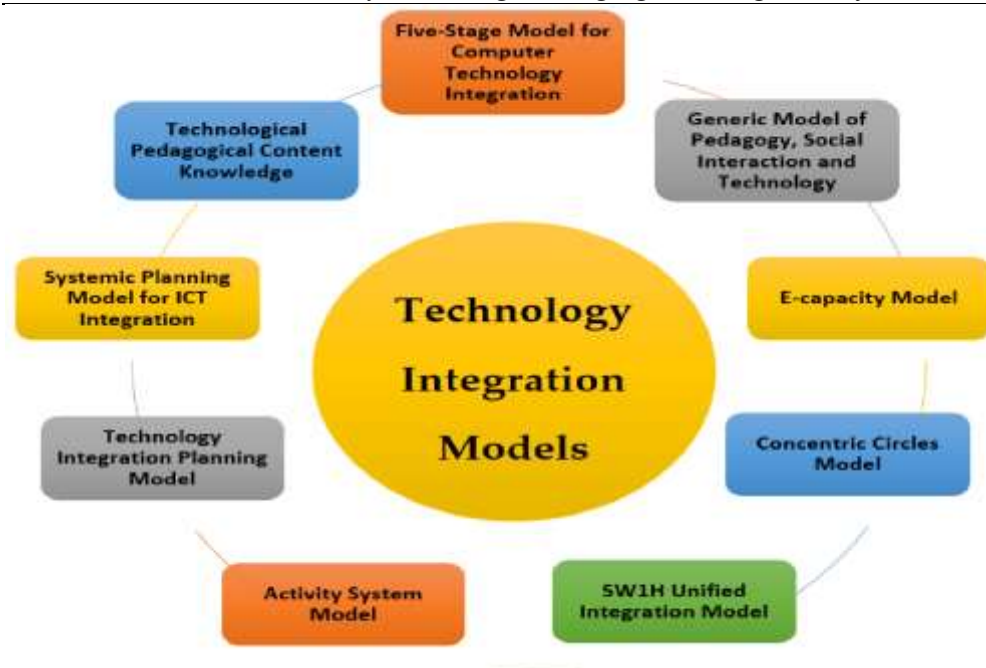 Five-Stage Model for
Computer
Technology
Integration
Generic Model of
Pedagogy, Social
Interaction and
Technology
E-capacity Model
Concentric Circles
Model
SW1H Unified
Integration Model
Activity System
Model
Technology
Integration Planning
Model
Systemic Planning
Model for ICT
Integration
Technological
Pedagogical Content
Knowledge
Technology
Integration
Models